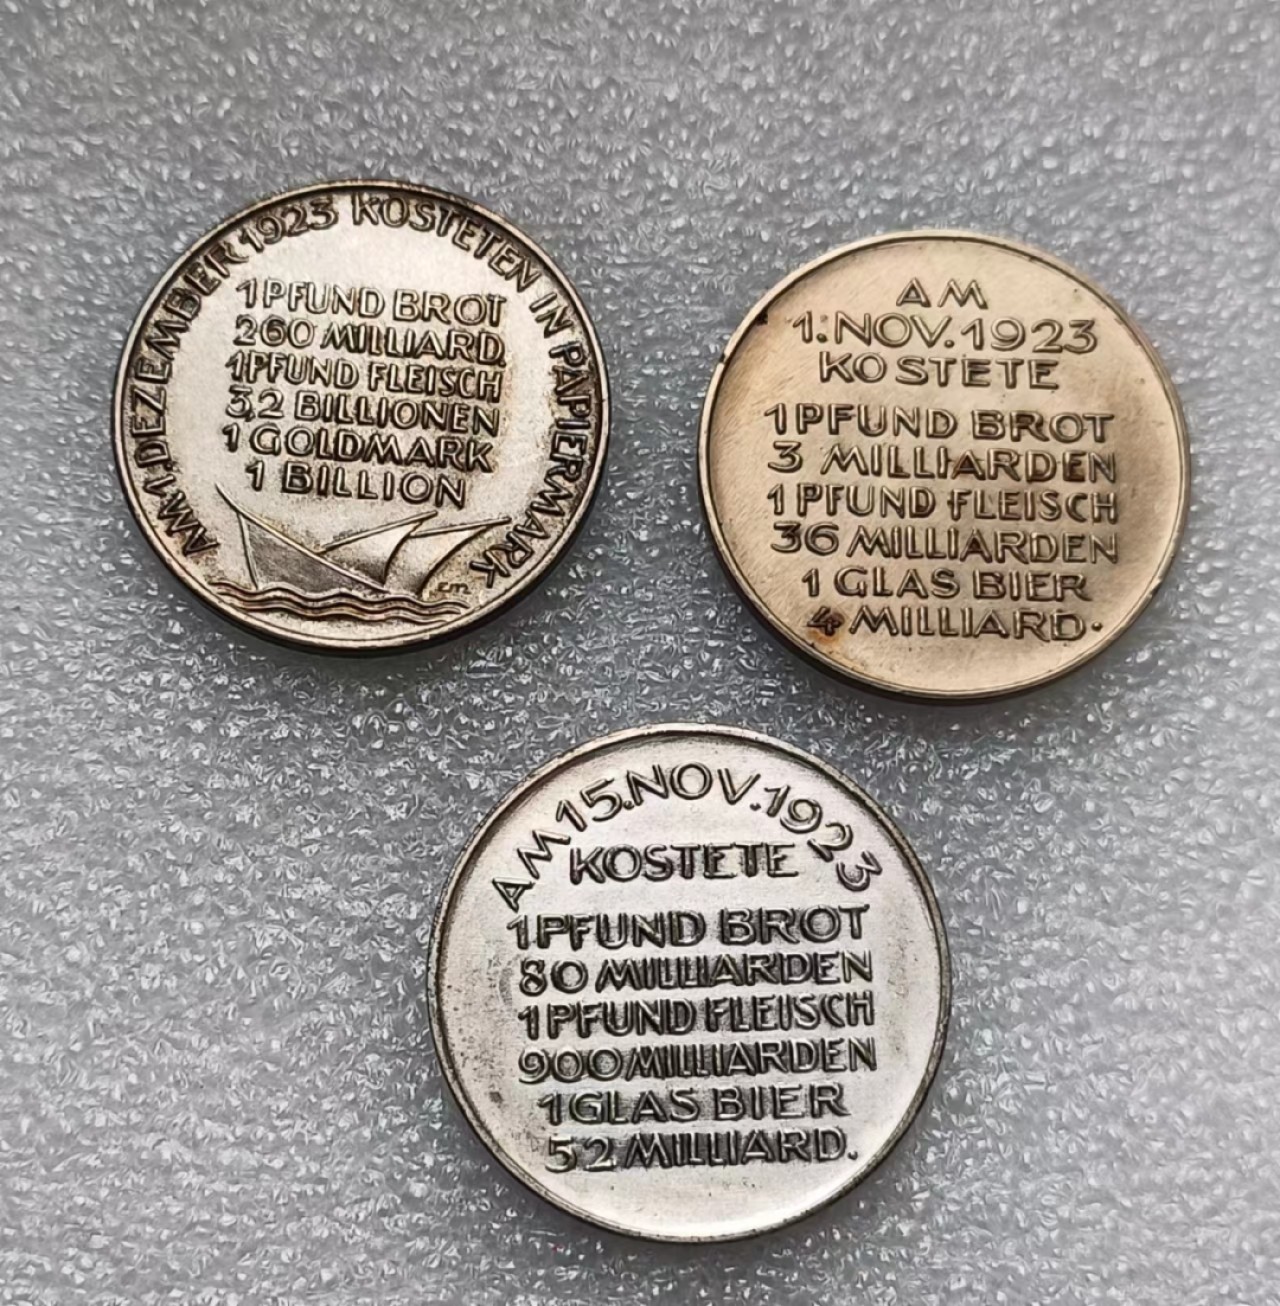 AM 1. DEZEMBER 1923 KOSTETEN IN PAPIERMARK
1 PFUND BROT
260 MILLIARD.
1 PFUND FLEISCH
3,2 BILLIONEN
1 GOLDMARK
1 BILLION
AM
1. NOV. 1923
KOSTETE
1 PFUND BROT
3 MILLIARDEN
1 PFUND FLEISCH
36 MILLIARDEN
1 GLAS BIER
4 MILLIARD.
AM 15. NOV. 1923
KOSTETE
1 PFUND BROT
80 MILLIARDEN
1 PFUND FLEISCH
900 MILLIARDEN
1 GLAS BIER
52 MILLIARD.